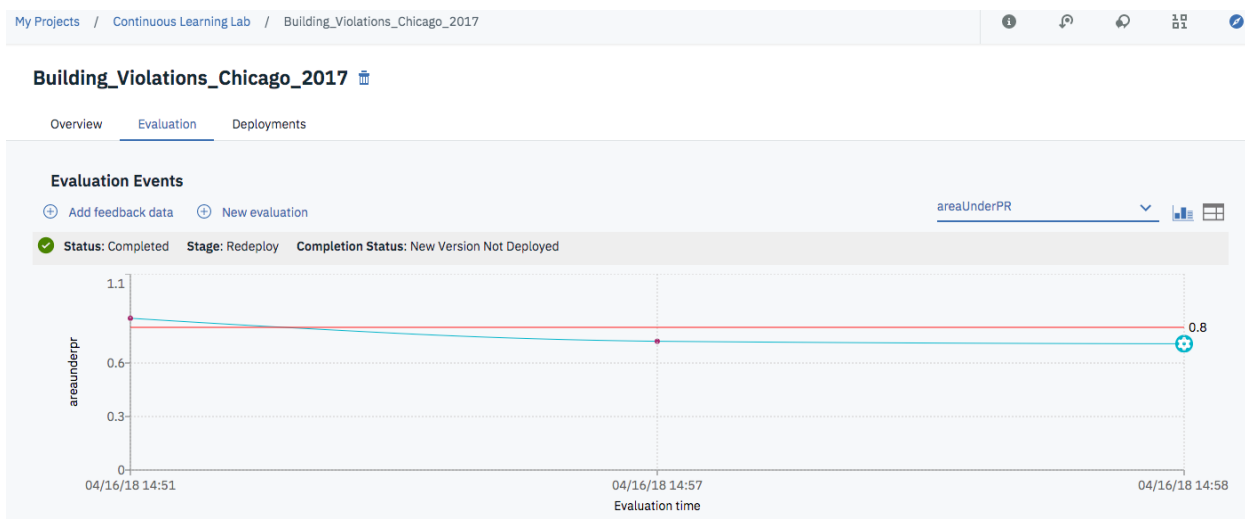 My Projects / Continuous Learning Lab / Building_Violations_Chicago_2017
Building_Violations_Chicago_2017
Overview Evaluation Deployments
Evaluation Events
Add feedback data New evaluation
areaUnderPR
Status: Completed Stage: Redeploy Completion Status: New Version Not Deployed
1.1
0.8
0.6
areaunderpr
0.3
0
04/16/18 14:51 04/16/18 14:57 04/16/18 14:58
Evaluation time